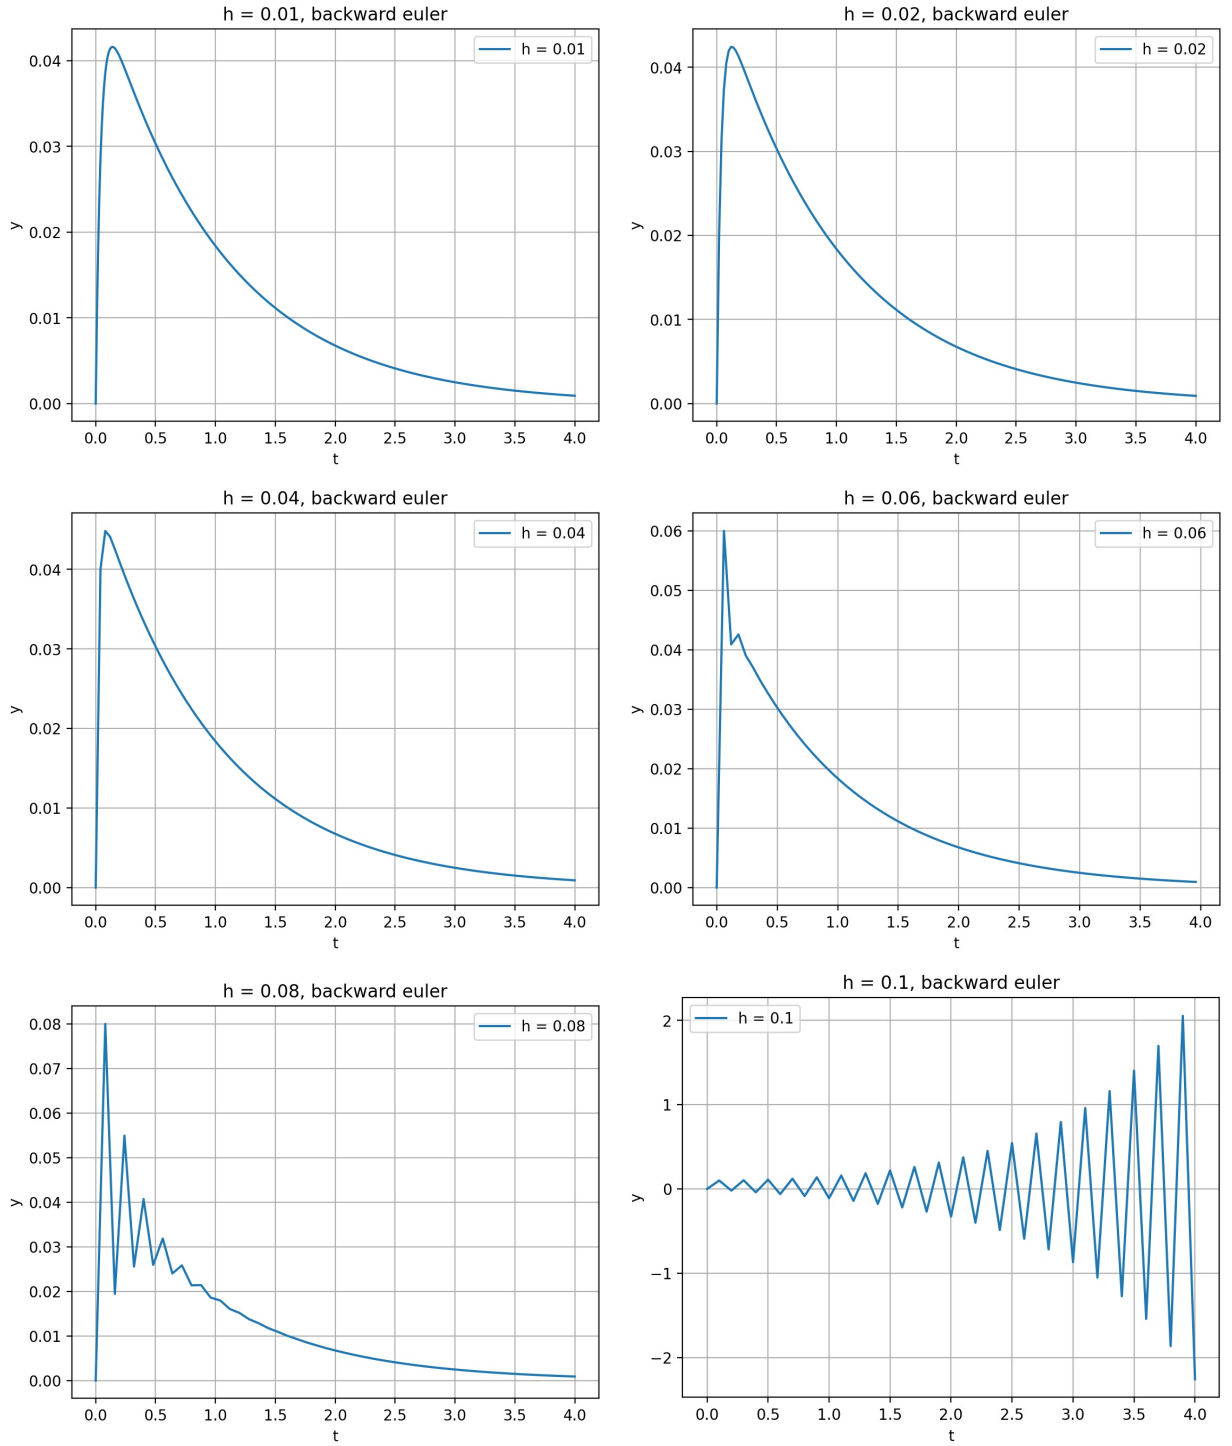 h = 0.01, backward euler
h = 0.01
0.04
0.03
0.02
0.01
0.00
y
0.0 0.5 1.0 1.5 2.0 2.5 3.0 3.5 4.0
t
h = 0.02, backward euler
h = 0.02
0.04
0.03
0.02
0.01
0.00
y
0.0 0.5 1.0 1.5 2.0 2.5 3.0 3.5 4.0
t
h = 0.04, backward euler
h = 0.04
0.04
0.03
0.02
0.01
0.00
y
0.0 0.5 1.0 1.5 2.0 2.5 3.0 3.5 4.0
t
h = 0.06, backward euler
h = 0.06
0.06
0.05
0.04
0.03
0.02
0.01
0.00
y
0.0 0.5 1.0 1.5 2.0 2.5 3.0 3.5 4.0
t
h = 0.08, backward euler
h = 0.08
0.08
0.07
0.06
0.05
0.04
0.03
0.02
0.01
0.00
y
0.0 0.5 1.0 1.5 2.0 2.5 3.0 3.5 4.0
t
h = 0.1, backward euler
h = 0.1
2
1
0
−1
−2
y
0.0 0.5 1.0 1.5 2.0 2.5 3.0 3.5 4.0
t